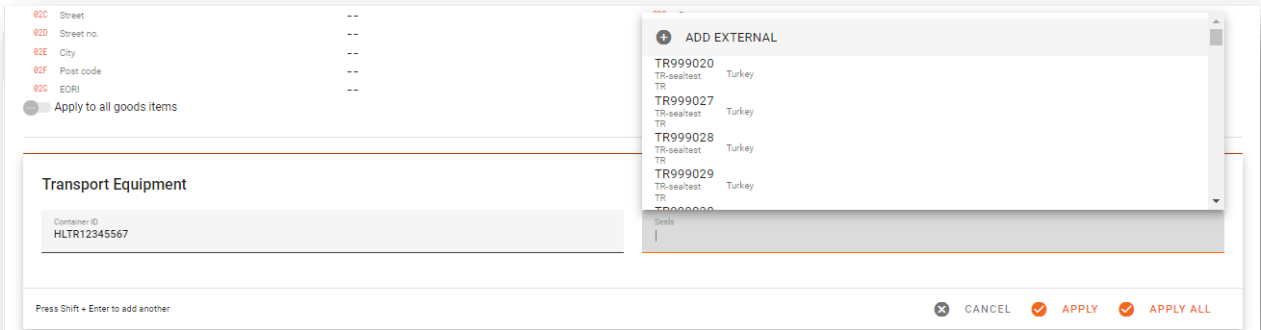 02C Street --
02D Street no. --
02E City --
02F Post code --
02G EORI --
Apply to all goods items
ADD EXTERNAL
TR999020
TR-sealtest Turkey
TR
TR999027
TR-sealtest Turkey
TR
TR999028
TR-sealtest Turkey
TR
TR999029
TR-sealtest Turkey
TR
Transport Equipment
Container ID
HLTR12345567
Seals
Press Shift + Enter to add another
CANCEL APPLY APPLY ALL